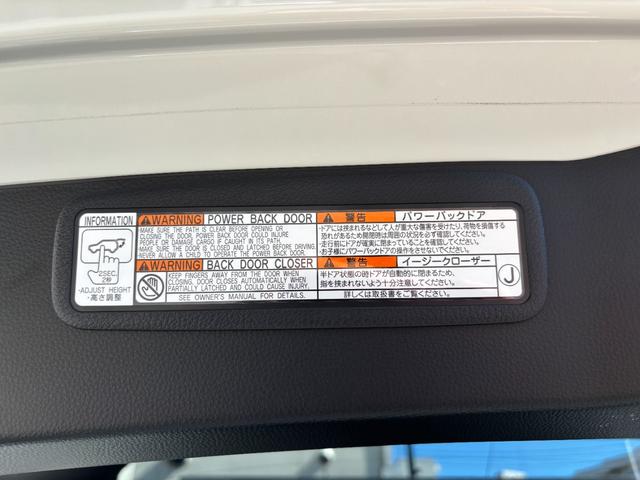 INFORMATION
2SEC.
2秒
・ADJUST HEIGHT・
・高さ調整
WARNING POWER BACK DOOR
MAKE SURE THE PATH IS CLEAR BEFORE OPENING OR
CLOSING THE DOOR. POWER BACK DOOR COULD INJURE
PEOPLE OR DAMAGE CARGO IF CAUGHT IN ITS PATH.
MAKE SURE THE DOOR IS CLOSED AND LATCHED BEFORE DRIVING.
NEVER ALLOW A CHILD TO OPERATE THE POWER BACK DOOR.
WARNING BACK DOOR CLOSER
KEEP FINGERS AWAY FROM THE DOOR WHEN
CLOSING. DOOR CLOSES AUTOMATICALLY WHEN
PARTIALLY LATCHED AND COULD CAUSE INJURY.
SEE OWNER'S MANUAL FOR DETAILS.
警告 パワーバックドア
・ドアにはさまれるなどして人が重大な傷害を受けたり、荷物を損傷する
恐れがあるため開閉時は周囲の状況を必ず確認してください。
・走行前にドアが確実に閉まっていることを確認してください。
・お子様にパワーバックドアの操作をさせないでください。
警告 イージークローザー
半ドア状態の時ドアが自動的に閉まるため、
指を挟まれないよう十分注意してください。
詳しくは取扱書をご覧ください。
J